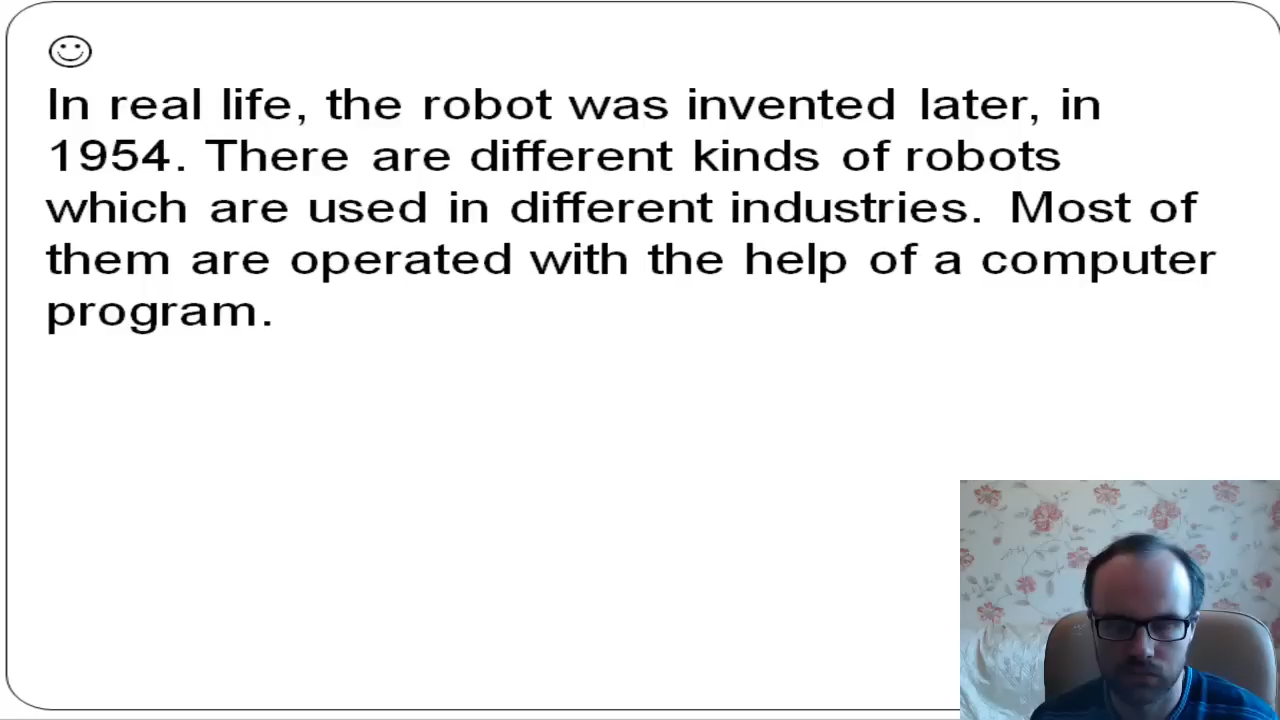 In real life, the robot was invented later, in
1954. There are different kinds of robots
which are used in different industries. Most of
them are operated with the help of a computer
program.